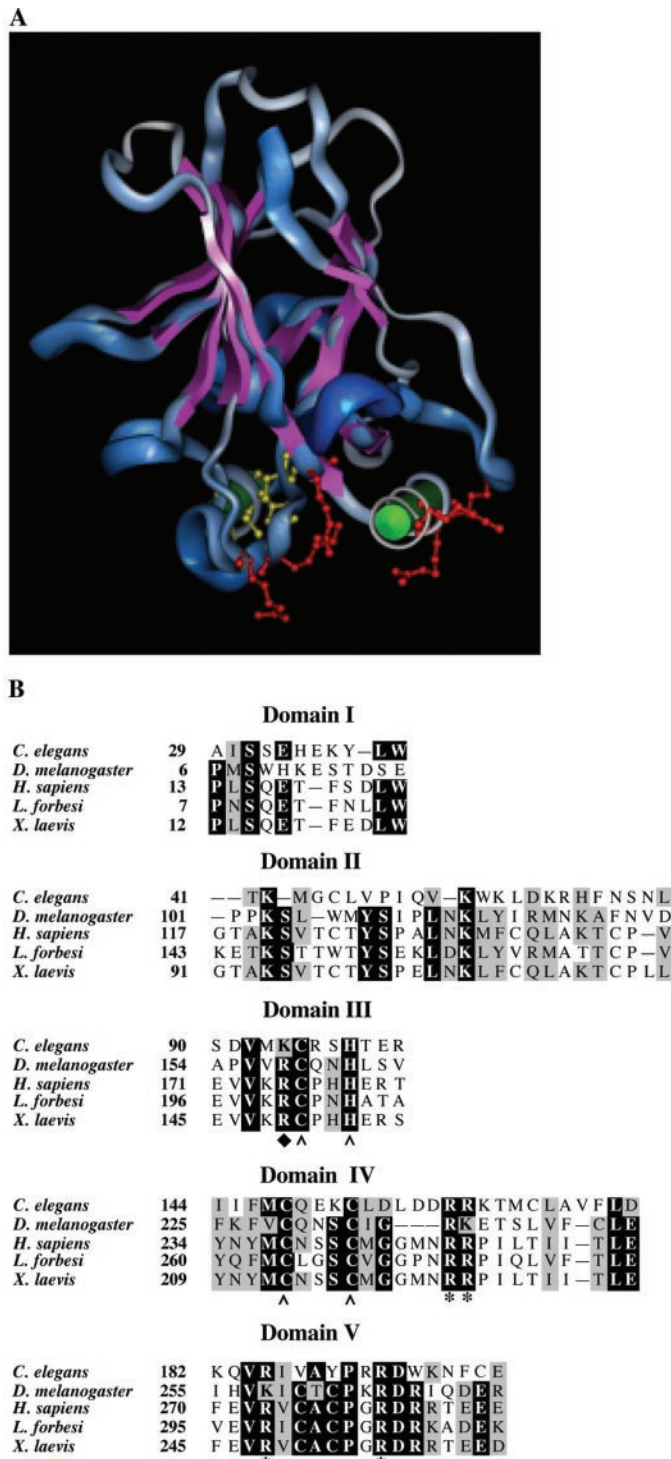 A
B
Domain I
C. elegans 29 A I S S E H E K Y – L W
D. melanogaster 6 P M S W H K E S T D S E
H. sapiens 13 P L S Q E T – F S D L W
L. forbesi 7 P N S Q E T – F N L L W
X. laevis 12 P L S Q E T – F E D L W
Domain II
C. elegans 41 – – T K – M G C L V P I Q V – K W K L D K R H F N S N L
D. melanogaster 101 – P P K S L – W M Y S I P L N K L Y I R M N K A F N V D
H. sapiens 117 G T A K S V T C T Y S P A L N K M F C Q L A K T C P – V
L. forbesi 143 K E T K S T T W T Y S E K L D K L Y V R M A T T C P – V
X. laevis 91 G T A K S V T C T Y S P E L N K L F C Q L A K T C P L L
Domain III
C. elegans 90 S D V M K C R S H T E R
D. melanogaster 154 A P V V R C Q N H L S V
H. sapiens 171 E V V K R C P H H E R T
L. forbesi 196 E V V K R C P N H A T A
X. laevis 145 E V V K R C P H H E R S
◆ ^ ^
Domain IV
C. elegans 144 I I F M C Q E K C L D L D D R R K T M C L A V F L D
D. melanogaster 225 F K F V C Q N S C I G – – – R K E T S L V F – C L E
H. sapiens 234 Y N Y M C N S S C M G G M N R R P I L T I – I T L E
L. forbesi 260 Y Q F M C L G S C V G G P N R R P I Q L V – F T L E
X. laevis 209 Y N Y M C N S S C M G G M N R R P I L T I – I T L E
^ ^ * *
Domain V
C. elegans 182 K Q V R I V A Y P R R D W K N F C E
D. melanogaster 255 I H V K I C T C P K R D R I Q D E R
H. sapiens 270 F E V R V C A C P G R D R R T E E E
L. forbesi 295 V E V R I C A C P G R D R K A D E K
X. laevis 245 F E V R V C A C P G R D R R T E E D
* *